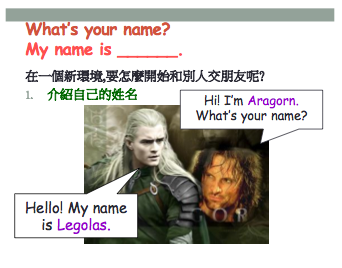 What's your name?
My name is ______.
在一個新環境,要怎麼開始和別人交朋友呢?
1. 介紹自己的姓名
Hi! I'm Aragorn.
What's your name?
Hello! My name
is Legolas.